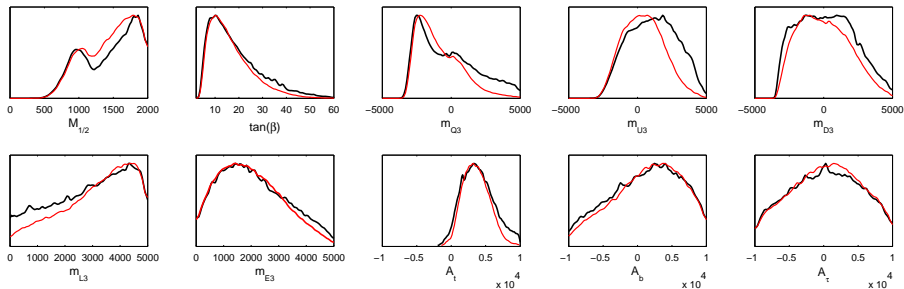 0 500 1000 1500 2000
M1/2
10 20 30 40 50 60
tan(β)
−5000 0 5000
mQ3
−5000 0 5000
mU3
−5000 0 5000
mD3
0 1000 2000 3000 4000 5000
mL3
0 1000 2000 3000 4000 5000
mE3
−1 −0.5 0 0.5 1
At
x 10 4
−1 −0.5 0 0.5 1
Ab
x 10 4
−1 −0.5 0 0.5 1
Aτ
x 10 4